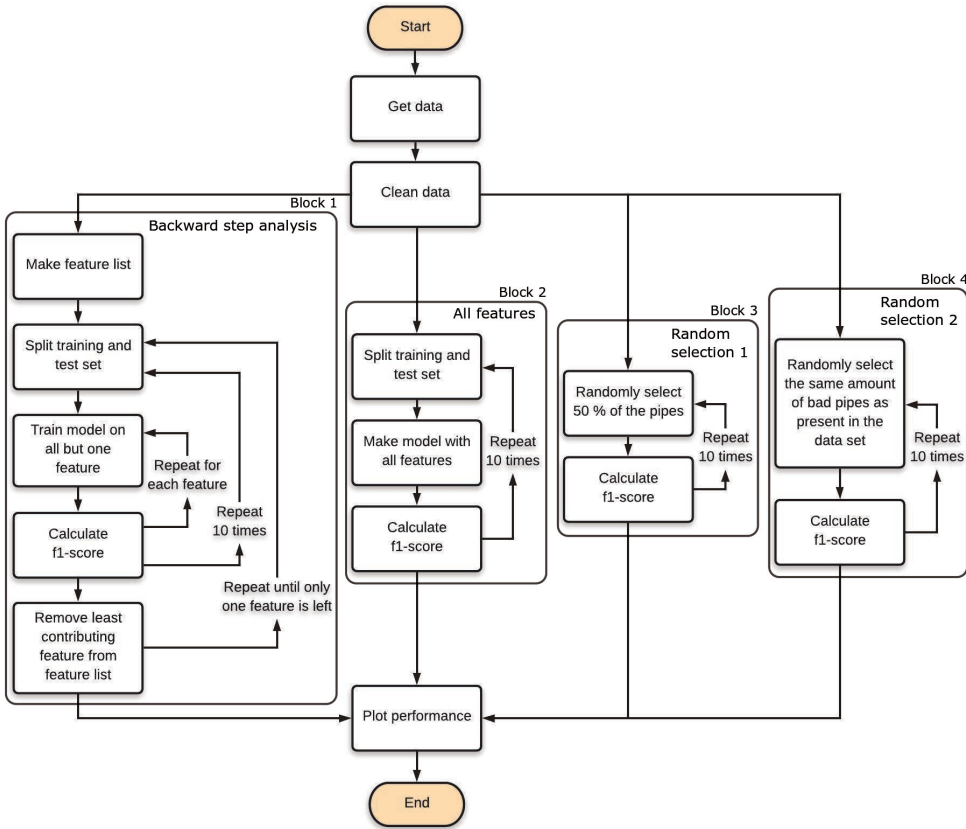 Start
Get data
Clean data
Block 1
Backward step analysis
Make feature list
Split training and
test set
Train model on
all but one
feature
Repeat for
each feature
Calculate
f1-score
Repeat
10 times
Repeat until only
one feature is left
Remove least
contributing
feature from
feature list
Block 2
All features
Split training and
test set
Make model with
all features
Repeat
10 times
Calculate
f1-score
Block 3
Random
selection 1
Randomly select
50 % of the pipes
Repeat
10 times
Calculate
f1-score
Block 4
Random
selection 2
Randomly select
the same amount
of bad pipes as
present in the
data set
Repeat
10 times
Calculate
f1-score
Plot performance
End